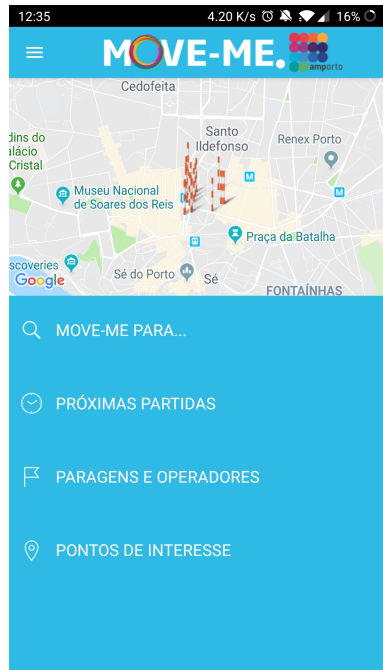 12:35
4.20 K/s
16%
MOVE-ME.
amporto
Cedofeita
Santo
Ildefonso
Renex Porto
dins do
alácio
Cristal
Museu Nacional
de Soares dos Reis
M
M
Praça da Batalha
scoveries
Sé do Porto
Sé
Google
FONTAÍNHAS
MOVE-ME PARA...
PRÓXIMAS PARTIDAS
PARAGENS E OPERADORES
PONTOS DE INTERESSE